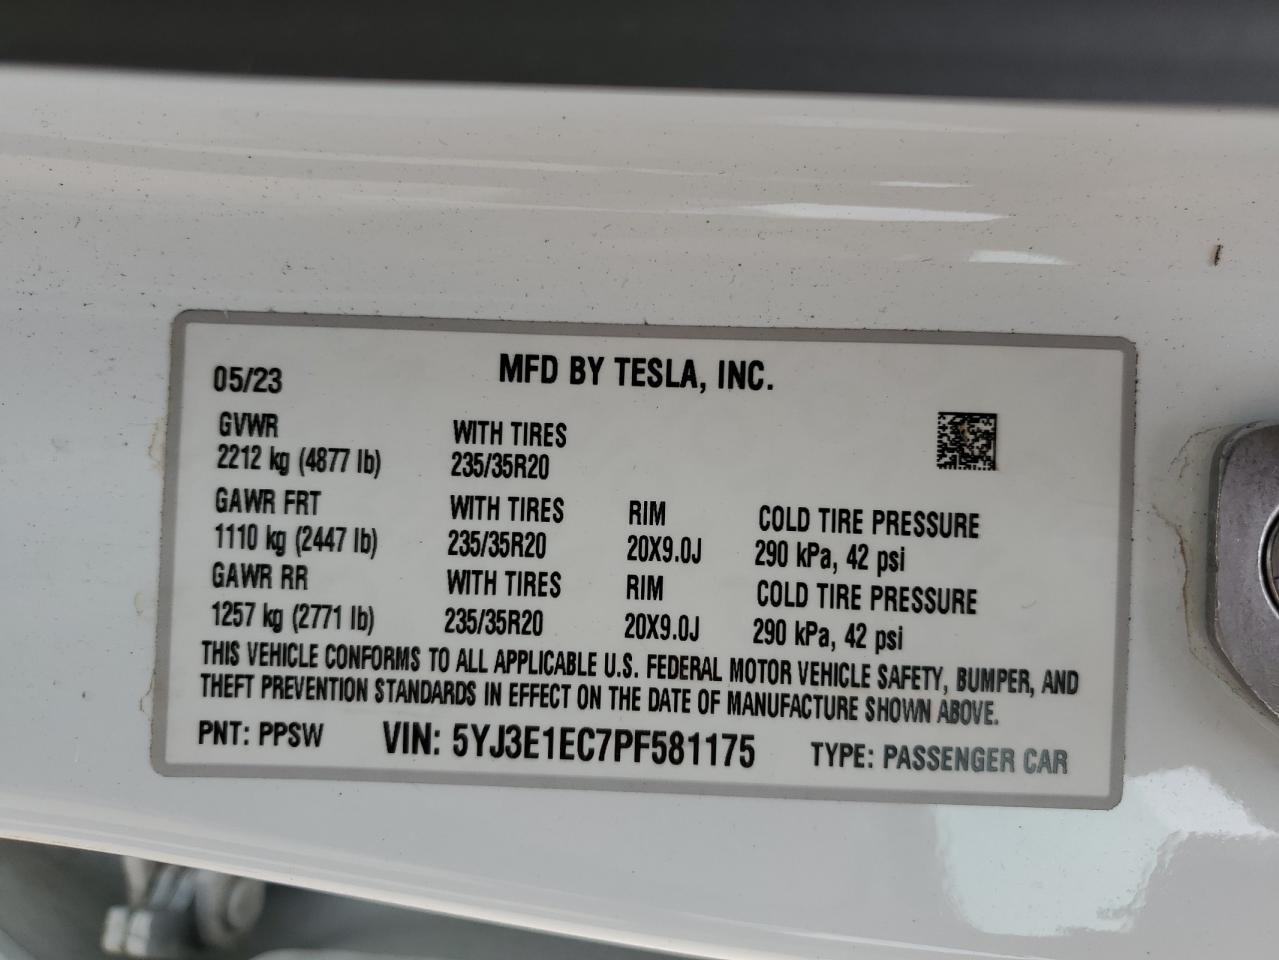 05/23 MFD BY TESLA, INC.
GVWR WITH TIRES
2212 kg (4877 lb) 235/35R20
GAWR FRT WITH TIRES RIM COLD TIRE PRESSURE
1110 kg (2447 lb) 235/35R20 20X9.0J 290 kPa, 42 psi
GAWR RR WITH TIRES RIM COLD TIRE PRESSURE
1257 kg (2771 lb) 235/35R20 20X9.0J 290 kPa, 42 psi
THIS VEHICLE CONFORMS TO ALL APPLICABLE U.S. FEDERAL MOTOR VEHICLE SAFETY, BUMPER, AND
THEFT PREVENTION STANDARDS IN EFFECT ON THE DATE OF MANUFACTURE SHOWN ABOVE.
PNT: PPSW VIN: 5YJ3E1EC7PF581175 TYPE: PASSENGER CAR